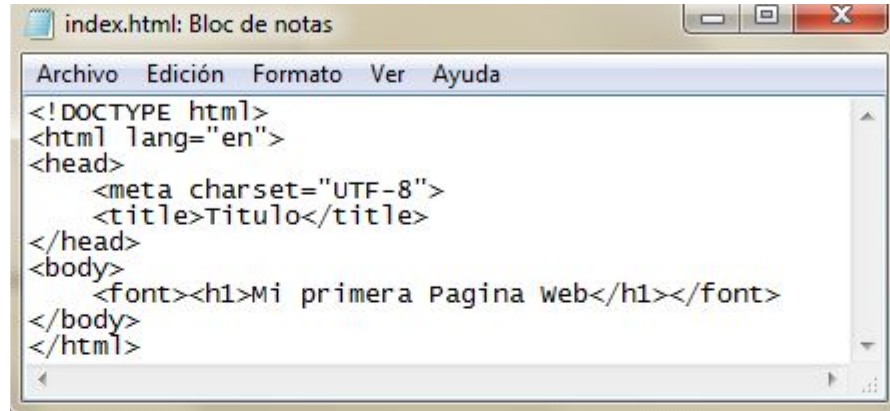 index.html: Bloc de notas
Archivo Edición Formato Ver Ayuda
<!DOCTYPE html>
<html lang="en">
<head>
    <meta charset="UTF-8">
    <title>Titulo</title>
</head>
<body>
    <font><h1>Mi primera Pagina Web</h1></font>
</body>
</html>